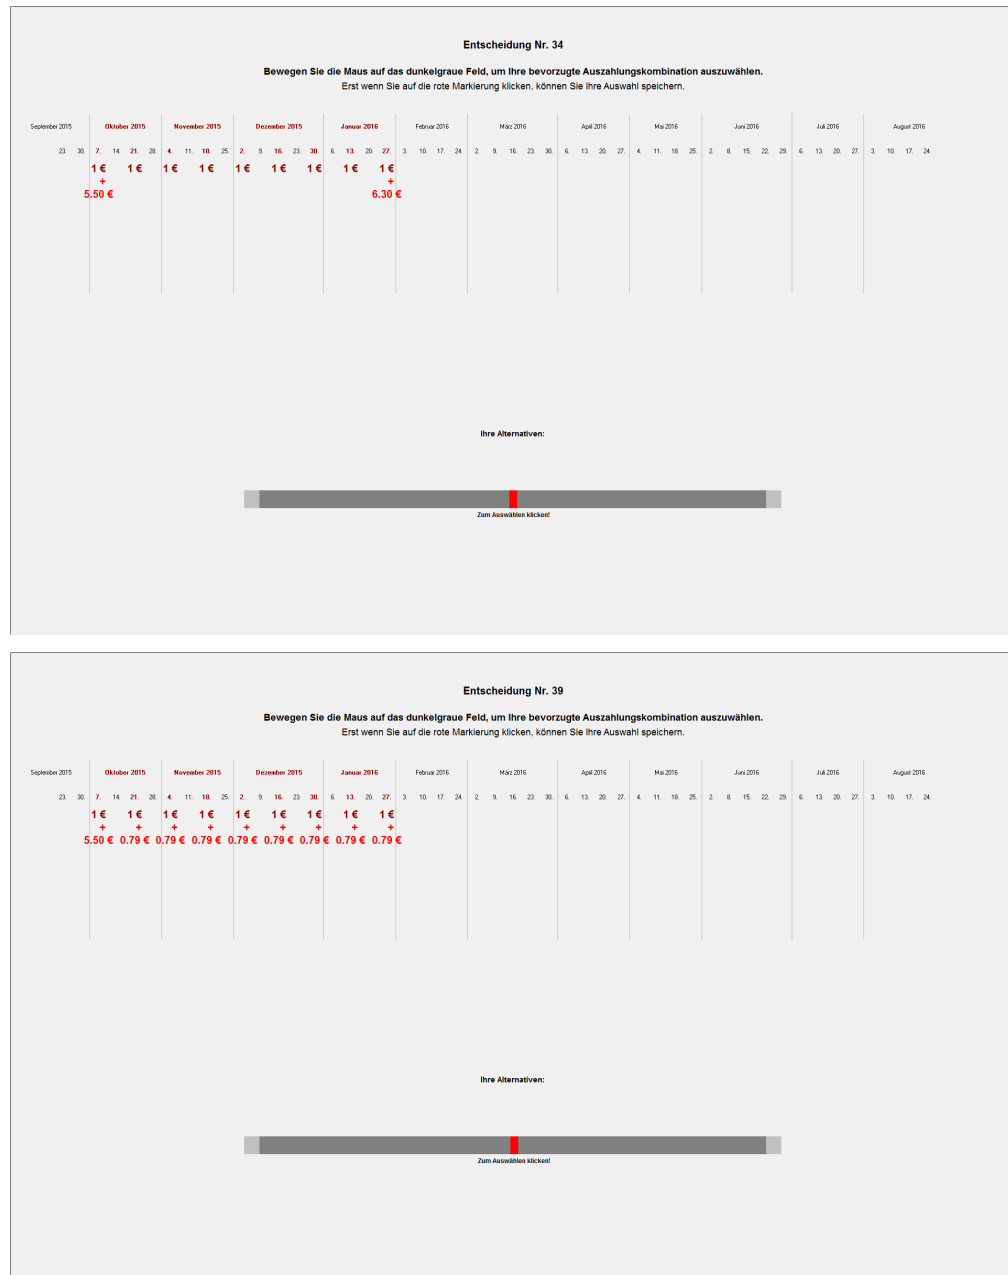 Entscheidung Nr. 34
Bewegen Sie die Maus auf das dunkelgraue Feld, um Ihre bevorzugte Auszahlungskombination auszuwählen.
Erst wenn Sie auf die rote Markierung klicken, können Sie Ihre Auswahl speichern.
September 2015 Oktober 2015 November 2015 Dezember 2015 Januar 2016 Februar 2016 März 2016 April 2016 Mai 2016 Juni 2016 Juli 2016 August 2016
23. 30. 7. 14. 21. 28. 4. 11. 18. 25. 2. 9. 16. 23. 30. 6. 13. 20. 27. 3. 10. 17. 24. 2. 9. 16. 23. 30. 6. 13. 20. 27. 4. 11. 18. 25. 2. 8. 15. 22. 29. 6. 13. 20. 27. 3. 10. 17. 24.
1 € 1 € 1 € 1 € 1 € 1 € 1 € 1 € 1 €
+ +
5.50 € 6.30 €
Ihre Alternativen:
Zum Auswählen klicken!
Entscheidung Nr. 39
Bewegen Sie die Maus auf das dunkelgraue Feld, um Ihre bevorzugte Auszahlungskombination auszuwählen.
Erst wenn Sie auf die rote Markierung klicken, können Sie Ihre Auswahl speichern.
September 2015 Oktober 2015 November 2015 Dezember 2015 Januar 2016 Februar 2016 März 2016 April 2016 Mai 2016 Juni 2016 Juli 2016 August 2016
23. 30. 7. 14. 21. 28. 4. 11. 18. 25. 2. 9. 16. 23. 30. 6. 13. 20. 27. 3. 10. 17. 24. 2. 9. 16. 23. 30. 6. 13. 20. 27. 4. 11. 18. 25. 2. 8. 15. 22. 29. 6. 13. 20. 27. 3. 10. 17. 24.
1 € 1 € 1 € 1 € 1 € 1 € 1 € 1 € 1 €
+ + + + + + + + +
5.50 € 0.79 € 0.79 € 0.79 € 0.79 € 0.79 € 0.79 € 0.79 € 0.79 €
Ihre Alternativen:
Zum Auswählen klicken!